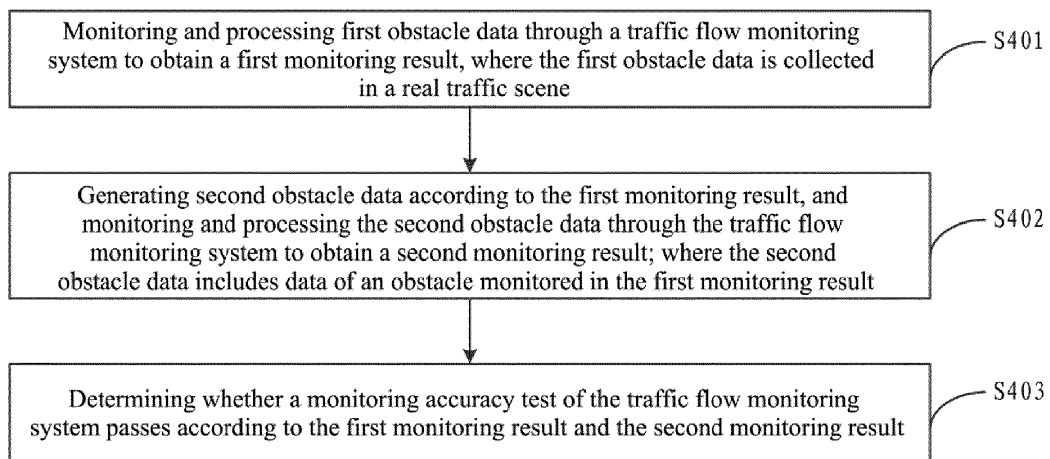 Monitoring and processing first obstacle data through a traffic flow monitoring
system to obtain a first monitoring result, where the first obstacle data is collected
in a real traffic scene
S401
Generating second obstacle data according to the first monitoring result, and
monitoring and processing the second obstacle data through the traffic flow
monitoring system to obtain a second monitoring result; where the second
obstacle data includes data of an obstacle monitored in the first monitoring result
S402
Determining whether a monitoring accuracy test of the traffic flow monitoring
system passes according to the first monitoring result and the second monitoring result
S403